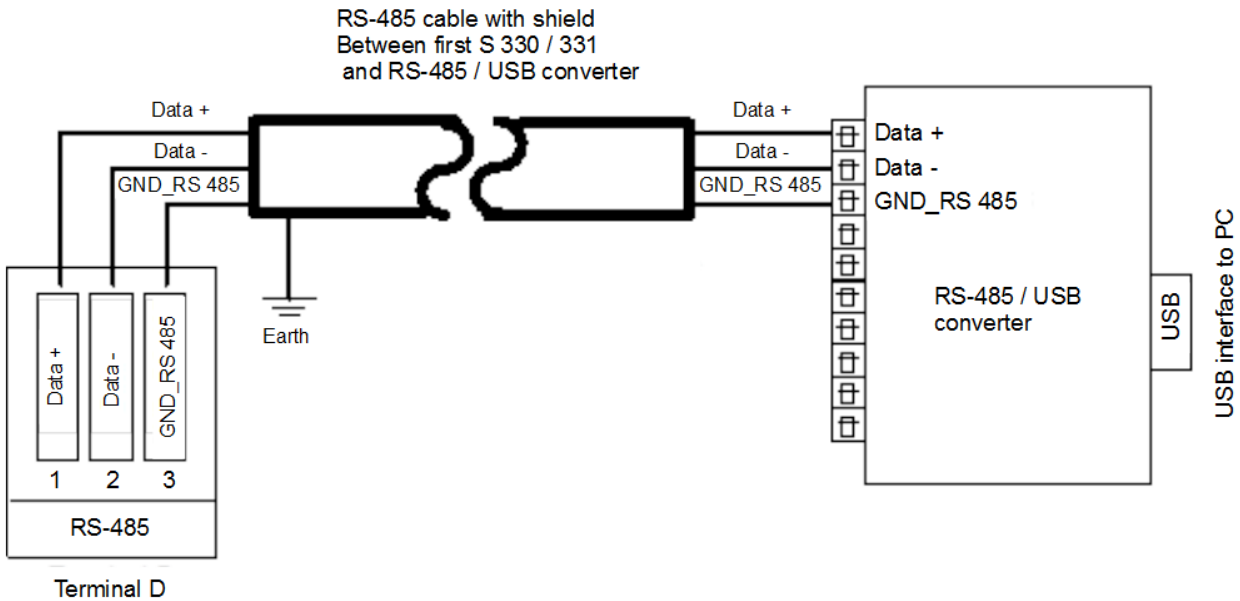 RS-485 cable with shield
Between first S 330 / 331
and RS-485 / USB converter
Data +
Data -
GND_RS 485
Data +
Data -
GND_RS 485
Data +
Data -
GND_RS 485
RS-485 / USB
converter
USB
USB interface to PC
Earth
Data +
Data -
GND_RS 485
1
2
3
RS-485
Terminal D